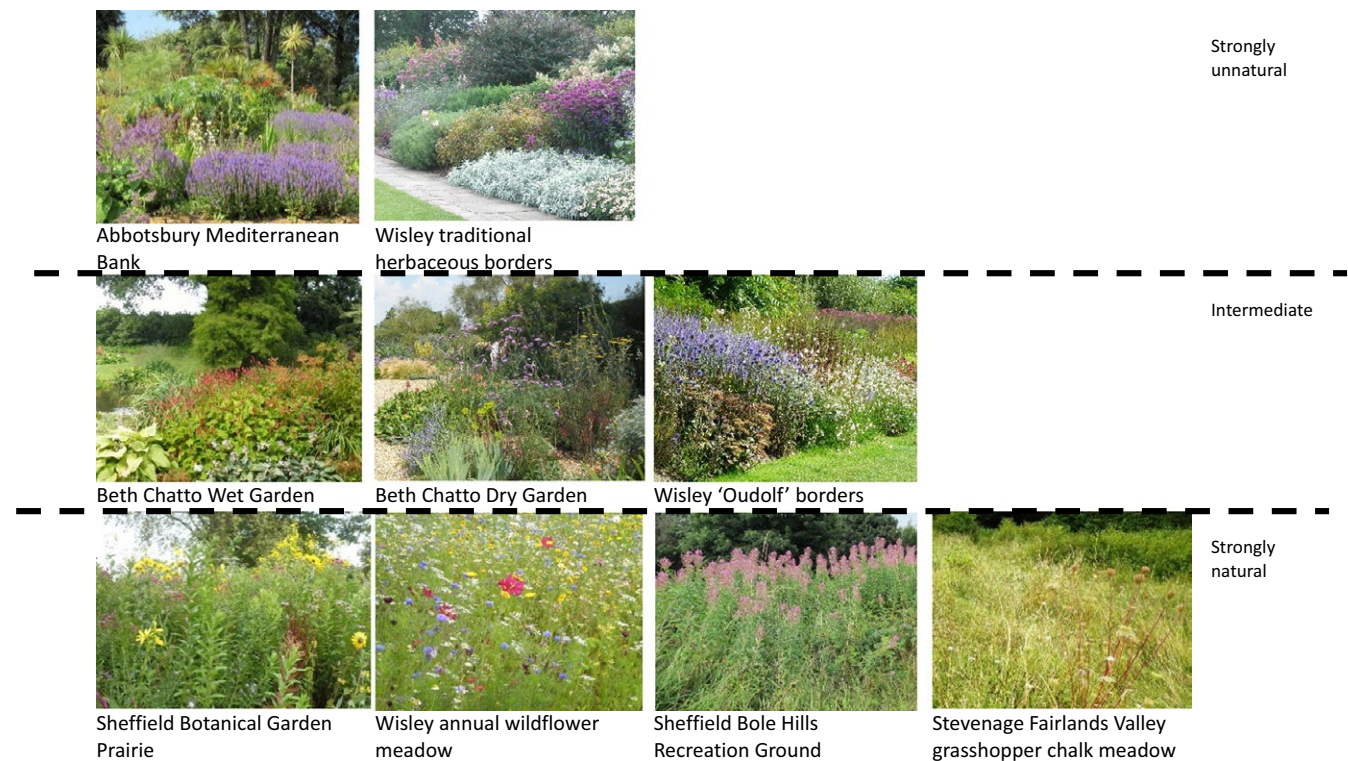 Strongly
unnatural
Abbotsbury Mediterranean
Bank
Wisley traditional
herbaceous borders
Intermediate
Beth Chatto Wet Garden
Beth Chatto Dry Garden
Wisley ‘Oudolf’ borders
Strongly
natural
Sheffield Botanical Garden
Prairie
Wisley annual wildflower
meadow
Sheffield Bole Hills
Recreation Ground
Stevenage Fairlands Valley
grasshopper chalk meadow